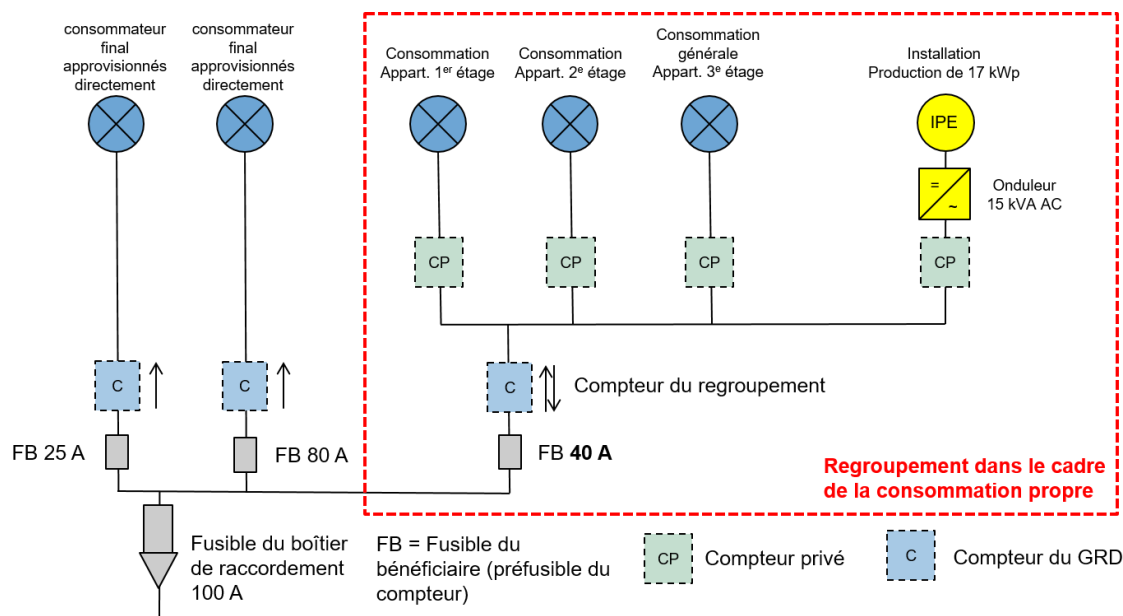 consommateur
final
approvisionnés
directement
consommateur
final
approvisionnés
directement
Consommation
Appart. 1er étage
Consommation
Appart. 2e étage
Consommation
générale
Appart. 3e étage
Installation
Production de 17 kWp
IPE
=
~
Onduleur
15 kVA AC
CP
CP
CP
CP
C
C
C
Compteur du regroupement
FB 25 A
FB 80 A
FB 40 A
Regroupement dans le cadre
de la consommation propre
Fusible du boîtier
de raccordement
100 A
FB = Fusible du
bénéficiaire (préfusible du
compteur)
CP
Compteur privé
C
Compteur du GRD